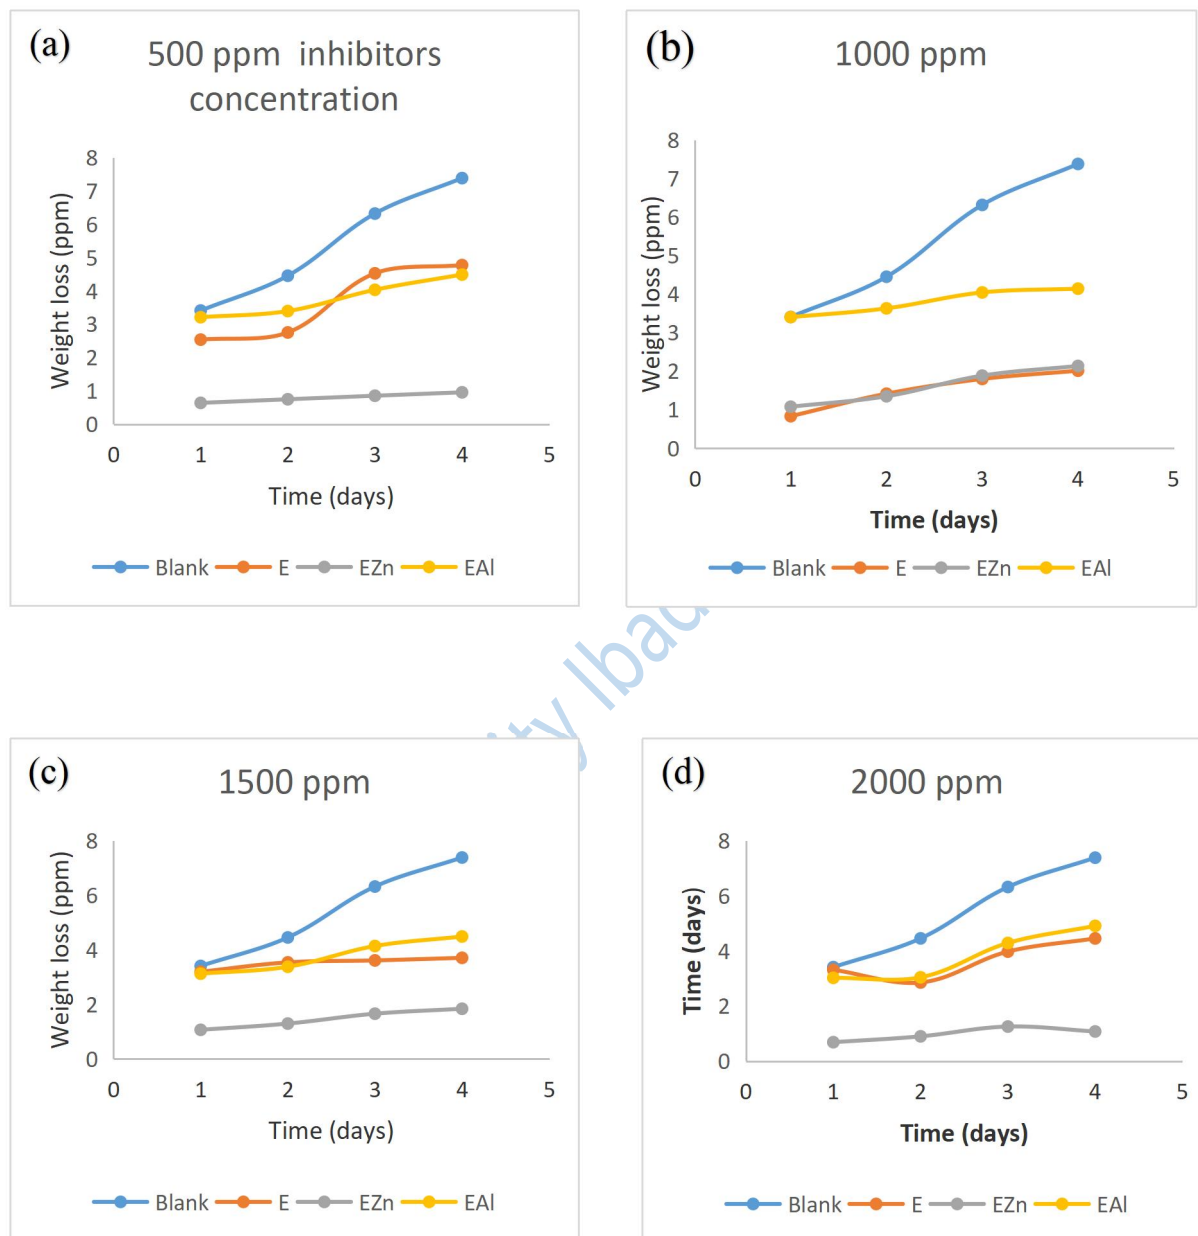 (a)
500 ppm inhibitors
concentration
Weight loss (ppm)
8
7
6
5
4
3
2
1
0
0 1 2 3 4 5
Time (days)
Blank E EZn EAl
(b)
1000 ppm
Weight loss (ppm)
8
7
6
5
4
3
2
1
0
0 1 2 3 4 5
Time (days)
Blank E EZn EAl
ity Ibad
(c)
1500 ppm
Weight loss (ppm)
8
6
4
2
0
0 1 2 3 4 5
Time (days)
Blank E EZn EAl
(d)
2000 ppm
Time (days)
8
6
4
2
0
0 1 2 3 4 5
Time (days)
Blank E EZn EAl